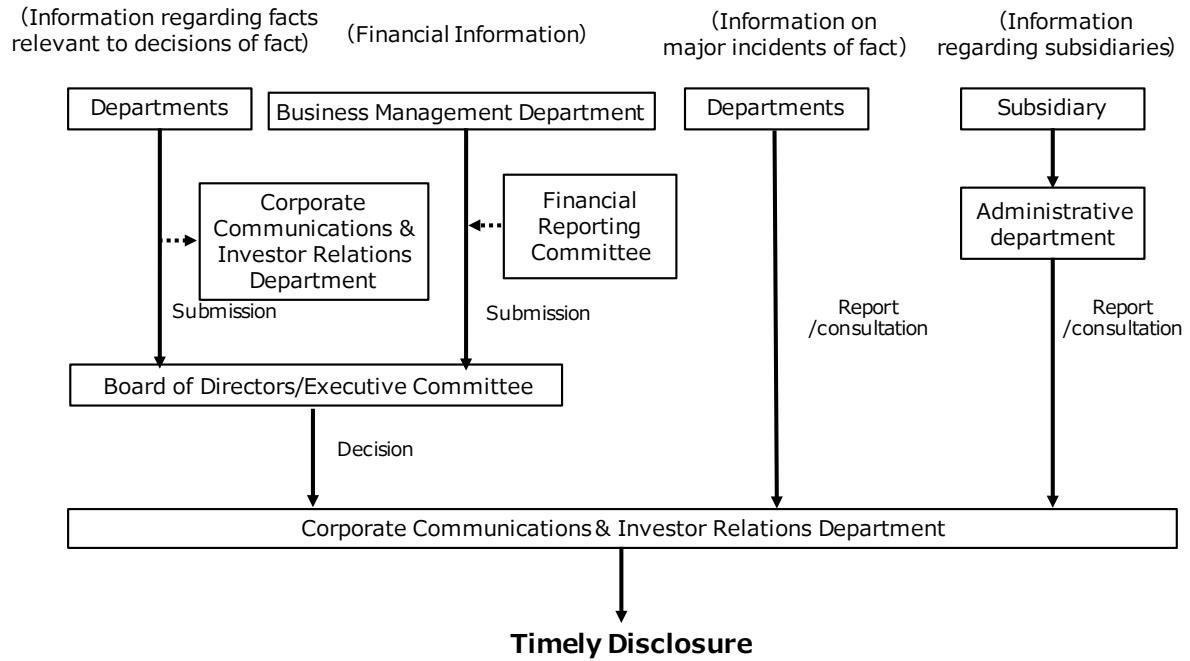 (Information regarding facts
relevant to decisions of fact)
(Financial Information)
(Information on
major incidents of fact)
(Information
regarding subsidiaries)
Departments
Business Management Department
Departments
Subsidiary
Corporate
Communications &
Investor Relations
Department
Financial
Reporting
Committee
Administrative
department
Submission
Submission
Report
/consultation
Report
/consultation
Board of Directors/Executive Committee
Decision
Corporate Communications & Investor Relations Department
Timely Disclosure